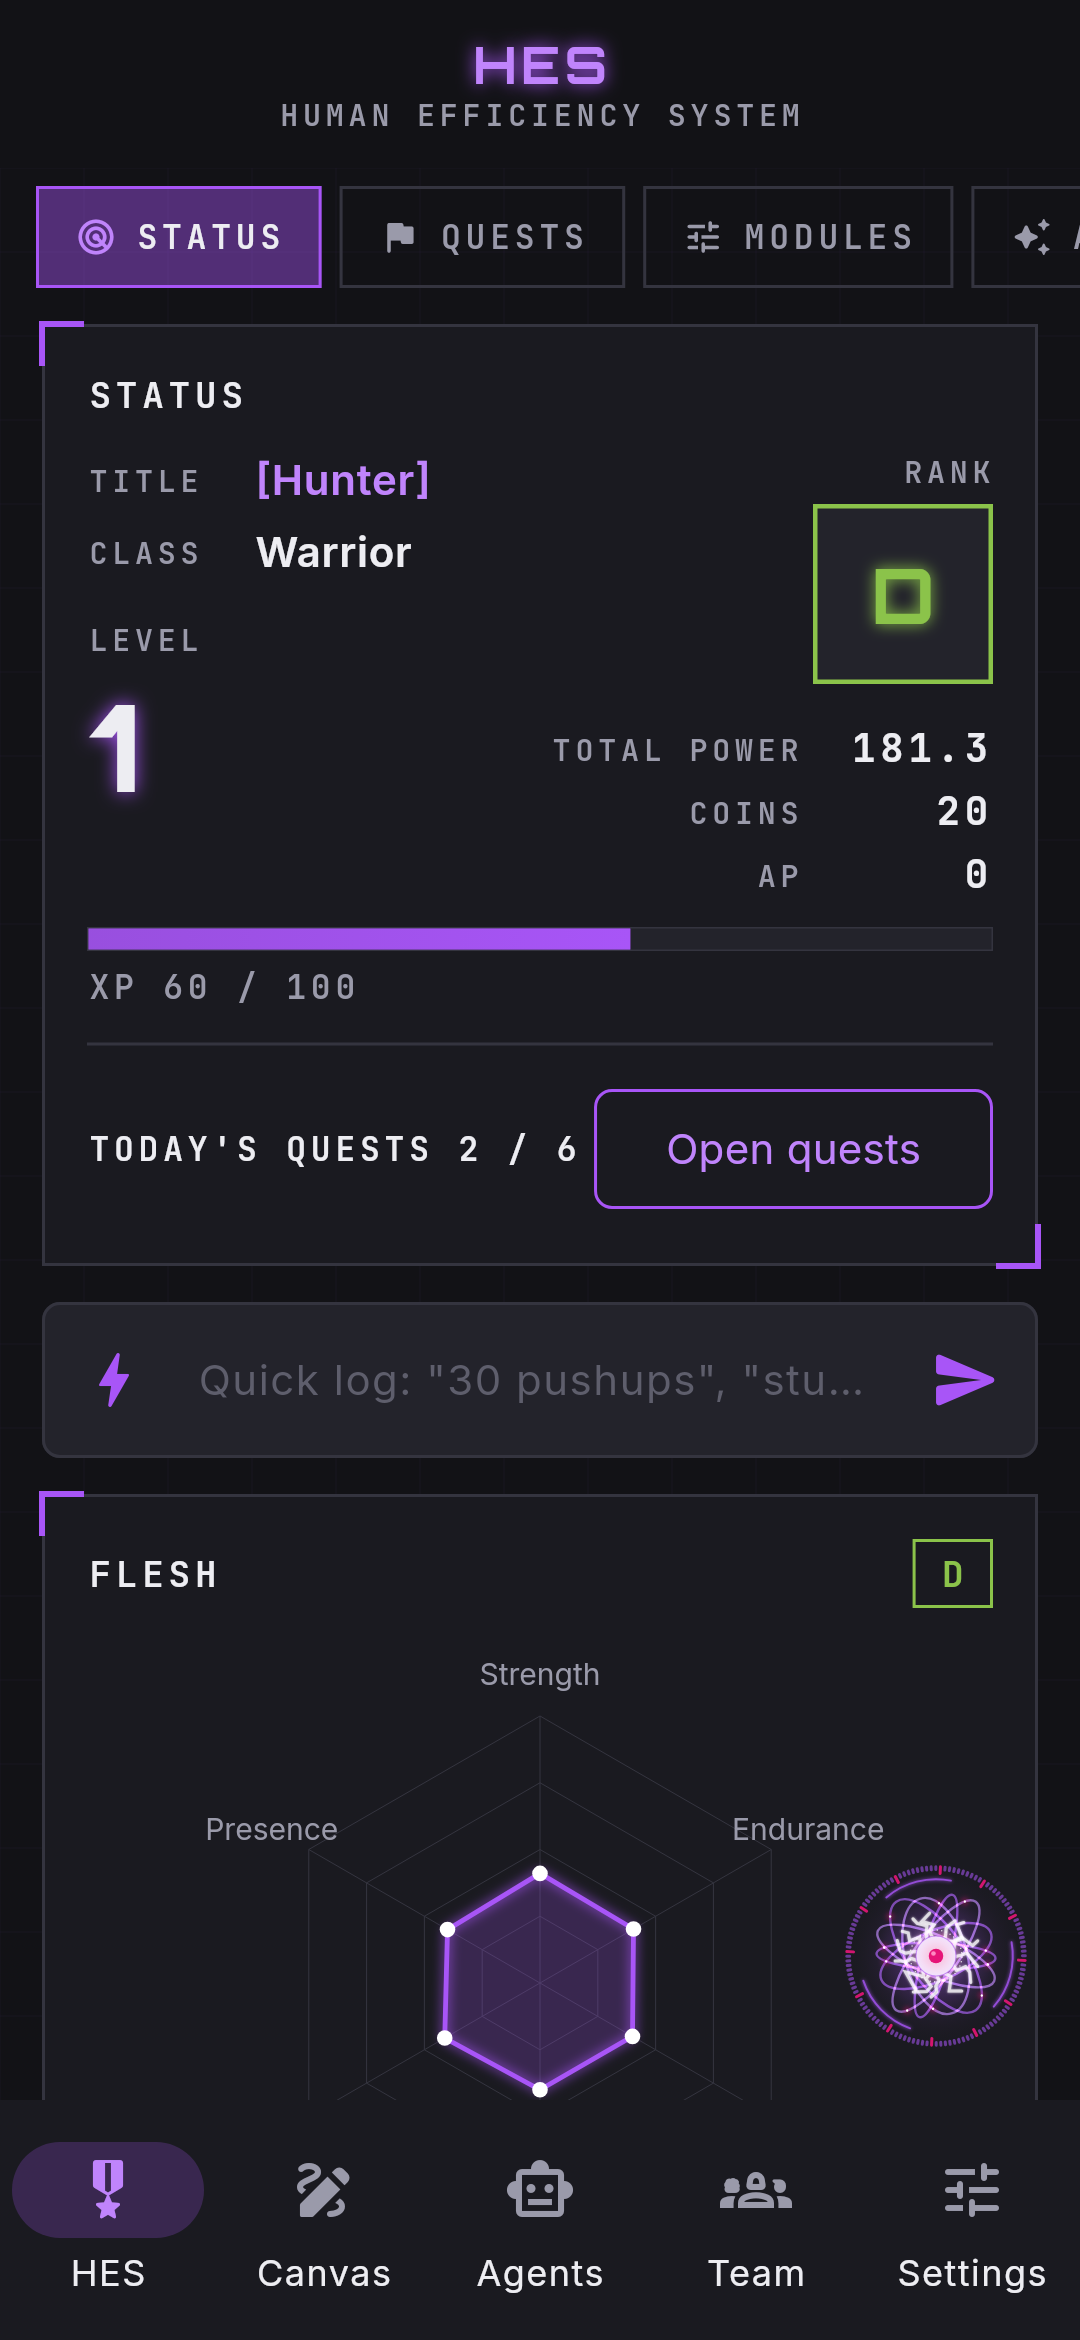 HES
HUMAN EFFICIENCY SYSTEM
STATUS QUESTS MODULES
STATUS
TITLE [Hunter]
RANK
CLASS Warrior
D
LEVEL
1
TOTAL POWER 181.3
COINS 20
AP 0
XP 60 / 100
TODAY'S QUESTS 2 / 6 Open quests
Quick log: "30 pushups", "stu...
FLESH D
Strength
Presence Endurance
HES Canvas Agents Team Settings